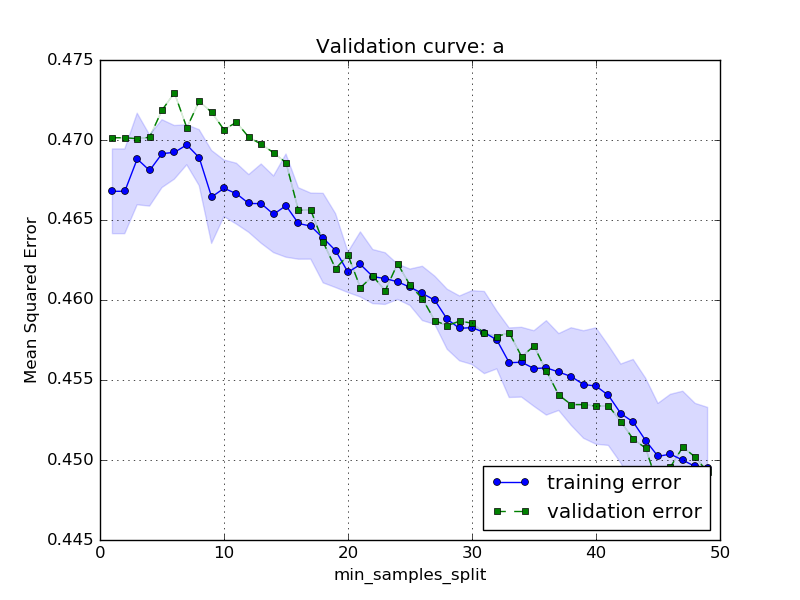 Validation curve: a
0.475
0.470
0.465
0.460
0.455
0.450
0.445
Mean Squared Error
training error
validation error
0 10 20 30 40 50
min_samples_split